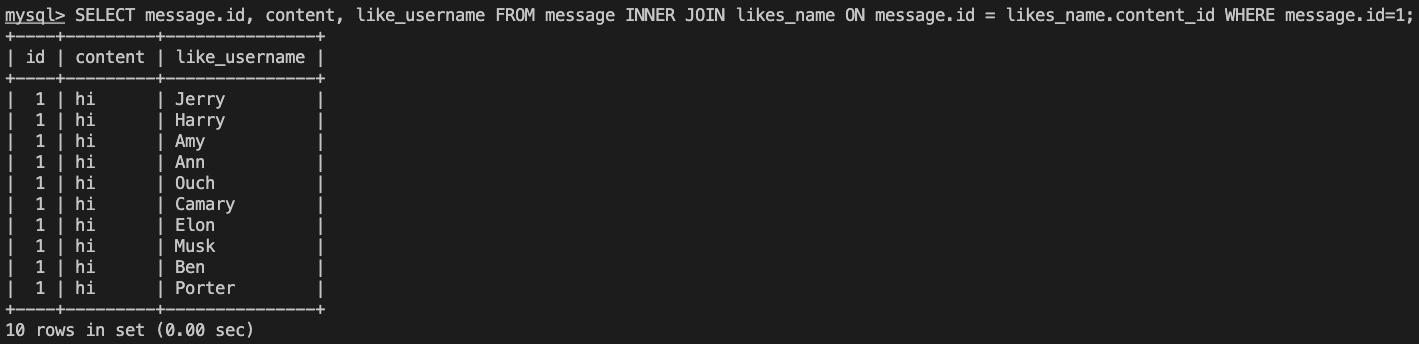 mysql> SELECT message.id, content, like_username FROM message INNER JOIN likes_name ON message.id = likes_name.content_id WHERE message.id=1;
+----+---------+---------------+
| id | content | like_username |
+----+---------+---------------+
|  1 | hi      | Jerry         |
|  1 | hi      | Harry         |
|  1 | hi      | Amy           |
|  1 | hi      | Ann           |
|  1 | hi      | Ouch          |
|  1 | hi      | Camary        |
|  1 | hi      | Elon          |
|  1 | hi      | Musk          |
|  1 | hi      | Ben           |
|  1 | hi      | Porter        |
+----+---------+---------------+
10 rows in set (0.00 sec)